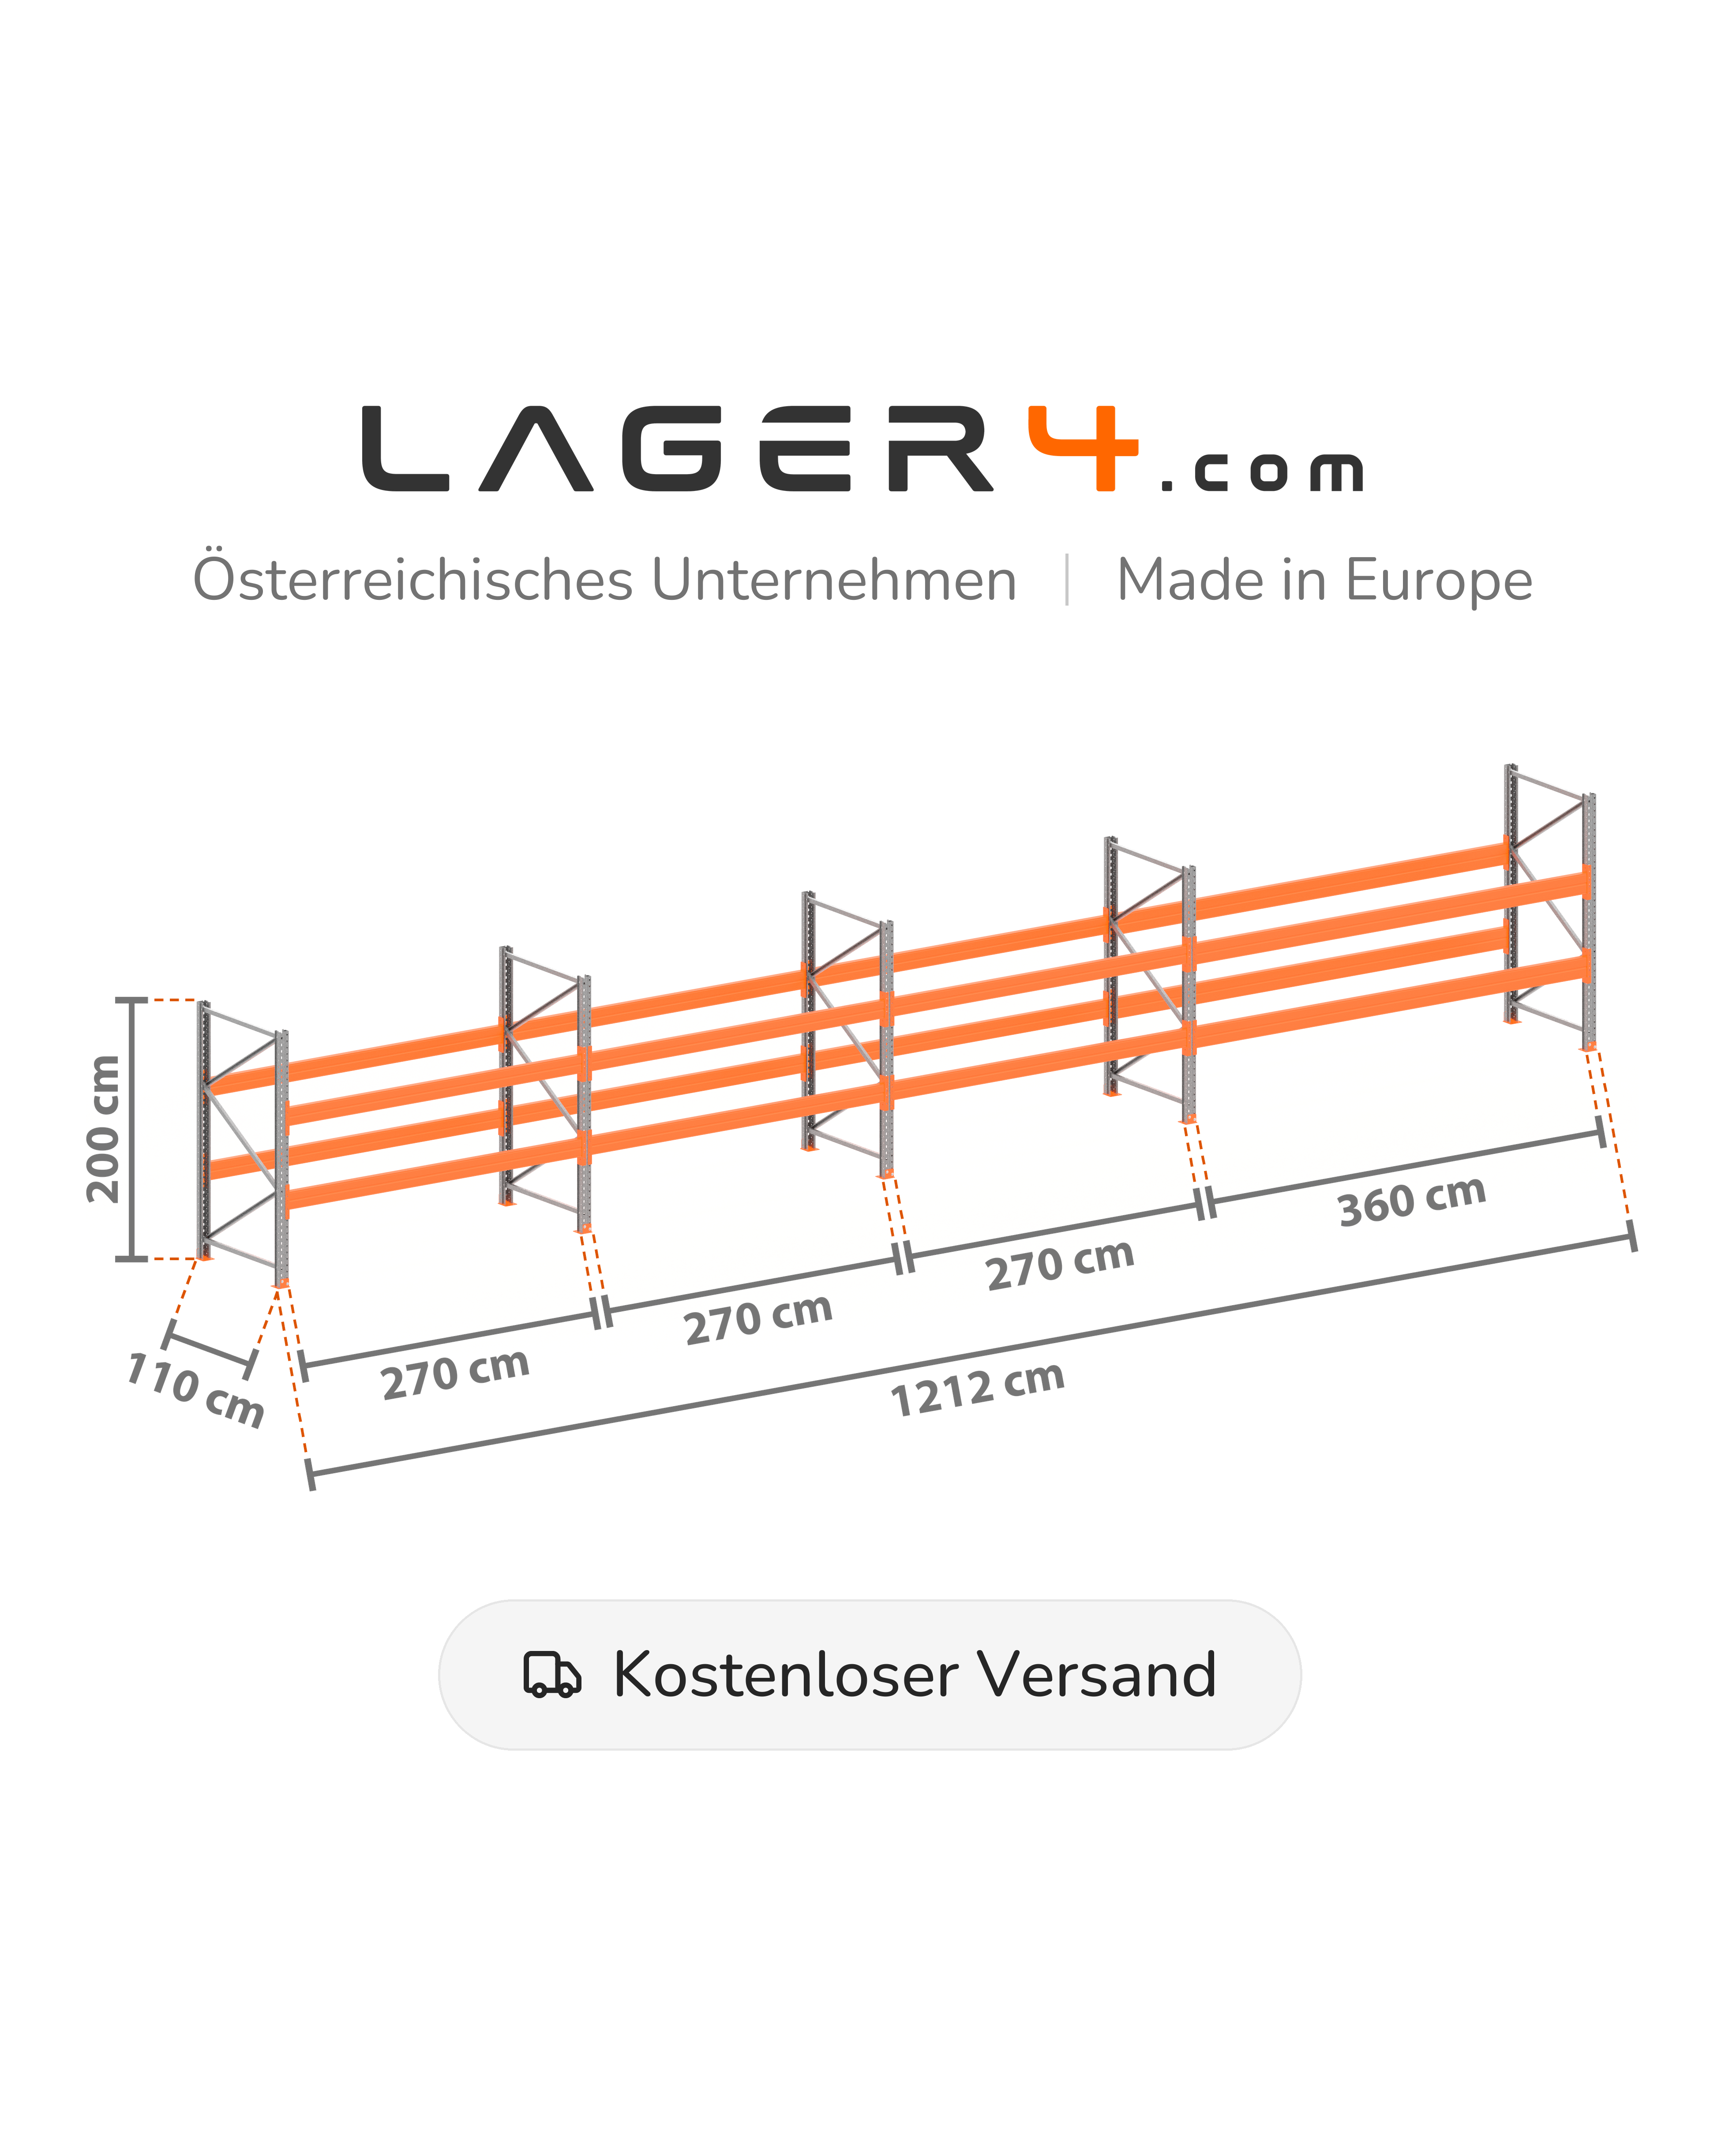 LAGER4.com
Österreichisches Unternehmen | Made in Europe
200 cm
110 cm
270 cm
270 cm
270 cm
360 cm
1212 cm
Kostenloser Versand